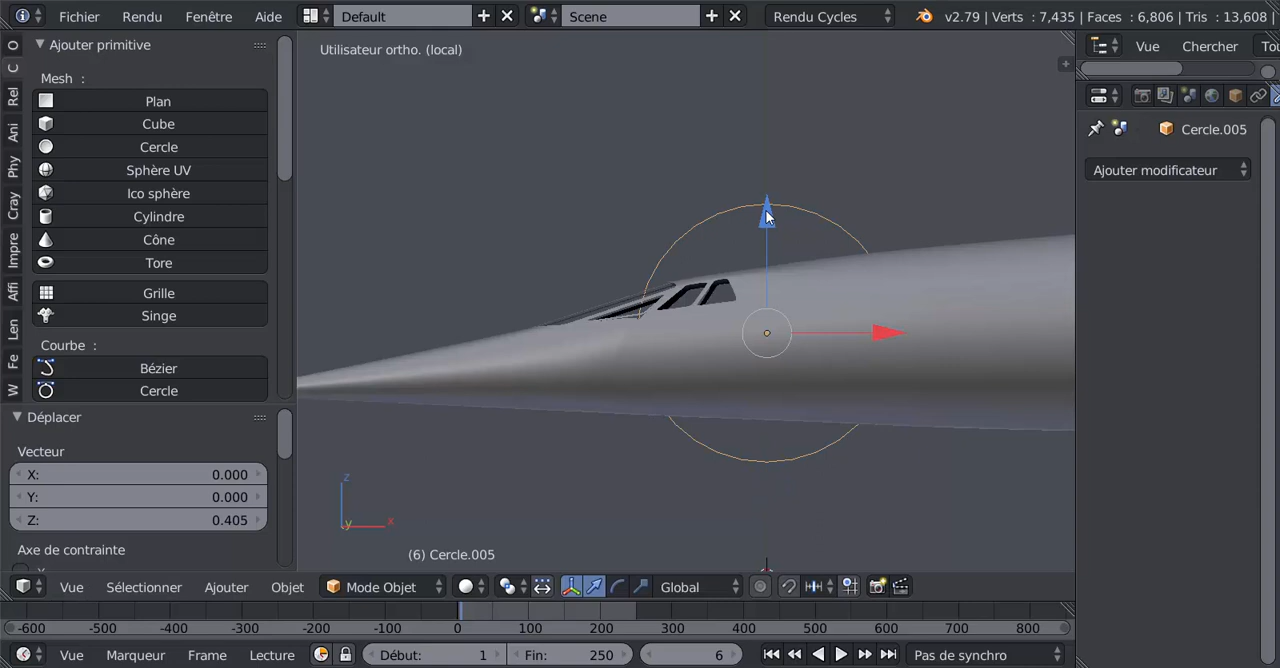 Fichier Rendu Fenêtre Aide Default Scene Rendu Cycles v2.79 | Verts : 7,435 | Faces : 6,806 | Tris : 13,608 |
Ajouter primitive
Mesh :
Plan
Cube
Cercle
Sphère UV
Ico sphère
Cylindre
Cône
Tore
Grille
Singe
Courbe :
Bézier
Cercle
Déplacer
Vecteur
X: 0.000
Y: 0.000
Z: 0.405
Axe de contrainte
O
C
Rel
Ani
Phy
Cray
Impre
Affi
Len
Fe
W
Utilisateur ortho. (local)
z
y
x
(6) Cercle.005
Vue Chercher Tou
Cercle.005
Ajouter modificateur
Vue Sélectionner Ajouter Objet Mode Objet Global
-600 -500 -400 -300 -200 -100 0 100 200 300 400 500 600 700 800
Vue Marqueur Frame Lecture Début: 1 Fin: 250 6 Pas de synchro